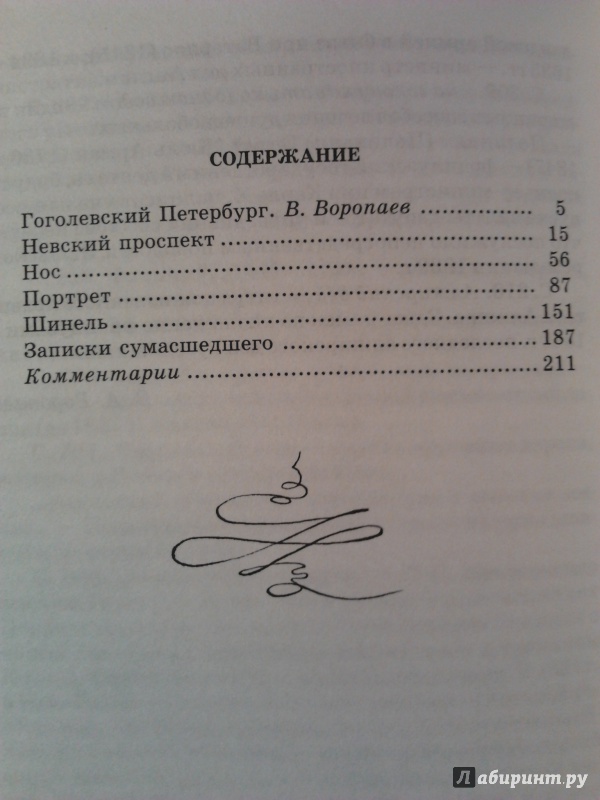 СОДЕРЖАНИЕ
Гоголевский Петербург. В. Воропаев ................ 5
Невский проспект ........................................ 15
Нос ............................................................ 56
Портрет ...................................................... 87
Шинель ...................................................... 151
Записки сумасшедшего ................................ 187
Комментарии ............................................. 211
Лабиринт.ру